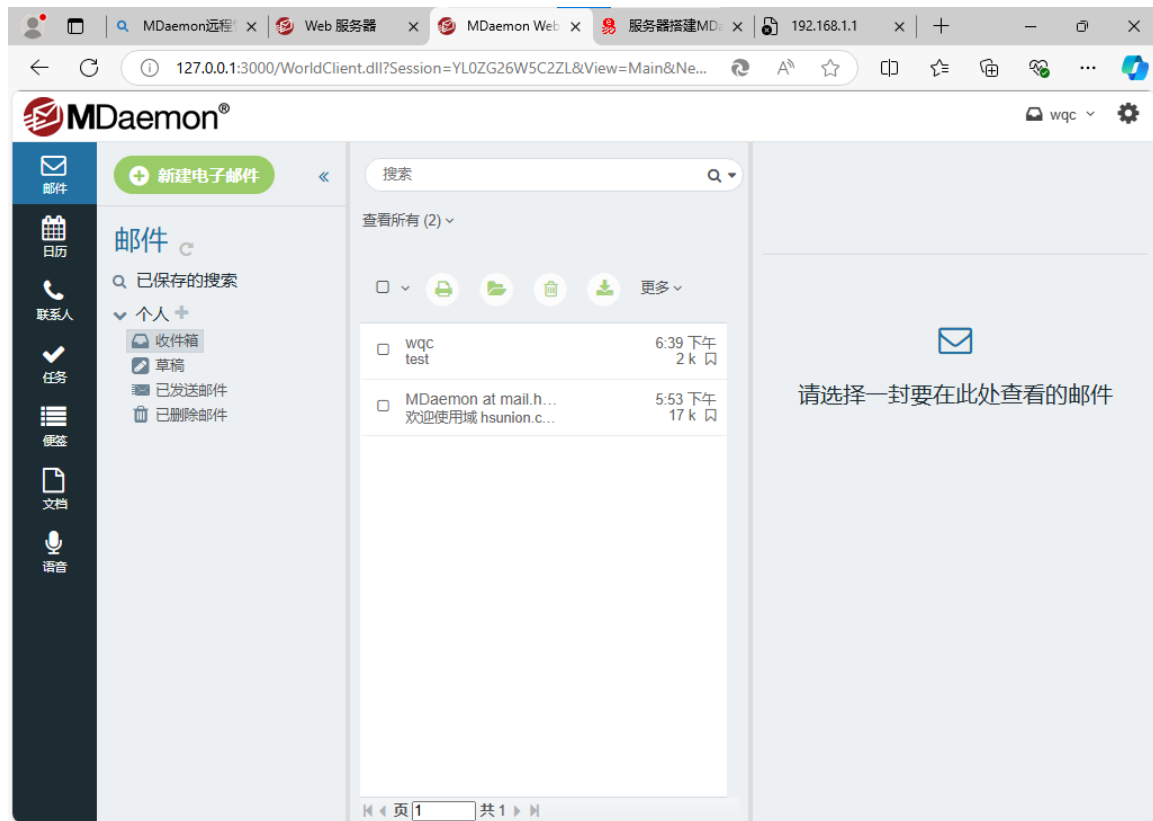 MDaemon远程 Web 服务器 MDaemon Web 服务器搭建MDa 192.168.1.1
127.0.0.1:3000/WorldClient.dll?Session=YL0ZG26W5C2ZL&View=Main&Ne...
MDaemon® wqc
邮件
日历
联系人
任务
便签
文档
语音
新建电子邮件 «
邮件
已保存的搜索
个人
收件箱
草稿
已发送邮件
已删除邮件
搜索
查看所有 (2)
更多
wqc 6:39 下午
test 2 k
MDaemon at mail.h... 5:53 下午
欢迎使用域 hsunion.c... 17 k
页 1 共 1
请选择一封要在此处查看的邮件